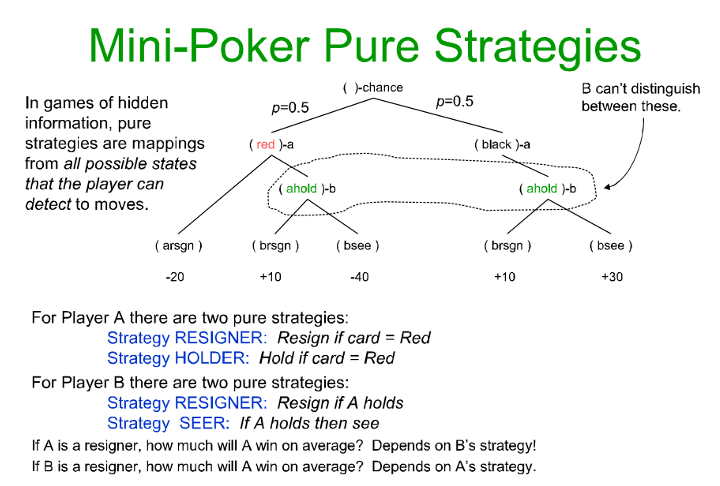 Mini-Poker Pure Strategies
In games of hidden
information, pure
strategies are mappings
from all possible states
that the player can
detect to moves.
( )-chance
p=0.5
p=0.5
B can't distinguish
between these.
( red )-a
( black )-a
( ahold )-b
( ahold )-b
( arsgn )
( brsgn )
( bsee )
( brsgn )
( bsee )
-20
+10
-40
+10
+30
For Player A there are two pure strategies:
Strategy RESIGNER: Resign if card = Red
Strategy HOLDER: Hold if card = Red
For Player B there are two pure strategies:
Strategy RESIGNER: Resign if A holds
Strategy SEER: If A holds then see
If A is a resigner, how much will A win on average? Depends on B's strategy!
If B is a resigner, how much will A win on average? Depends on A's strategy.